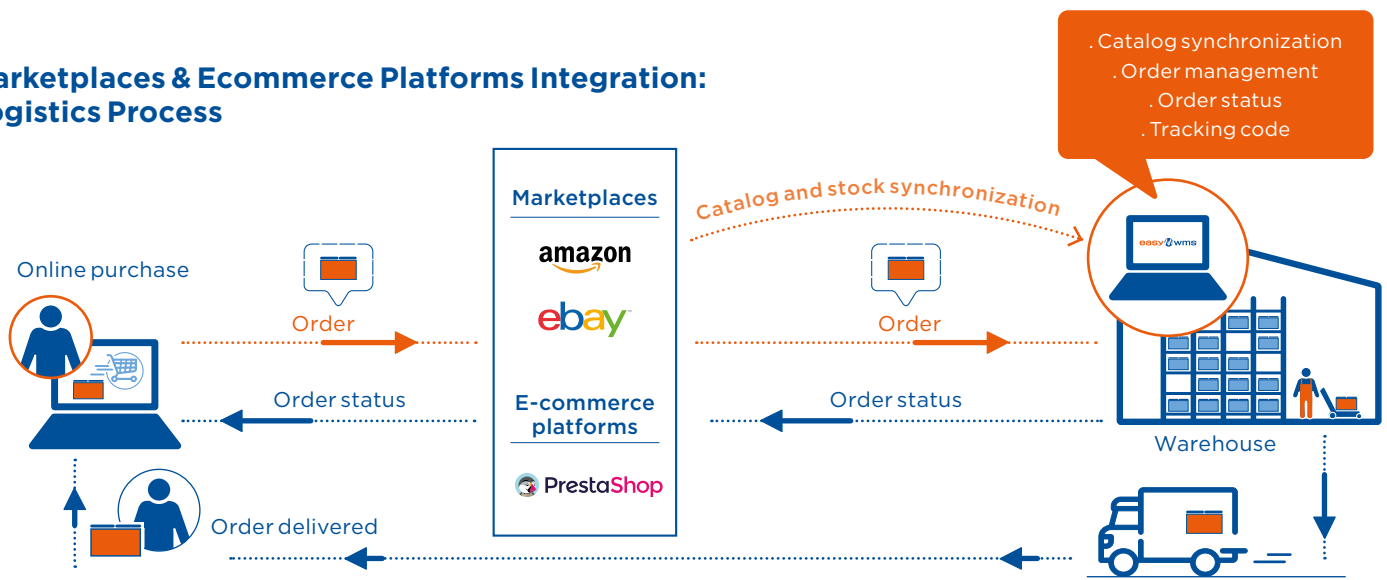 arketplaces & Ecommerce Platforms Integration:
ogistics Process
. Catalog synchronization
. Order management
. Order status
. Tracking code
Marketplaces
amazon
ebay
E-commerce
platforms
PrestaShop
Catalog and stock synchronization
easy wms
Online purchase
Order
Order
Order status
Order status
Warehouse
Order delivered